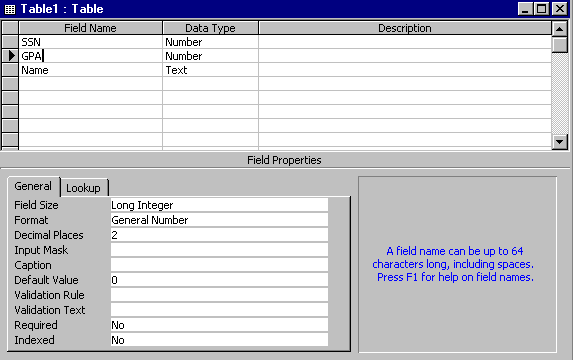 Table1 : Table
Field Name Data Type Description
SSN Number
GPA Number
Name Text
Field Properties
General Lookup
Field Size Long Integer
Format General Number
Decimal Places 2
Input Mask
Caption
Default Value 0
Validation Rule
Validation Text
Required No
Indexed No
A field name can be up to 64
characters long, including spaces.
Press F1 for help on field names.